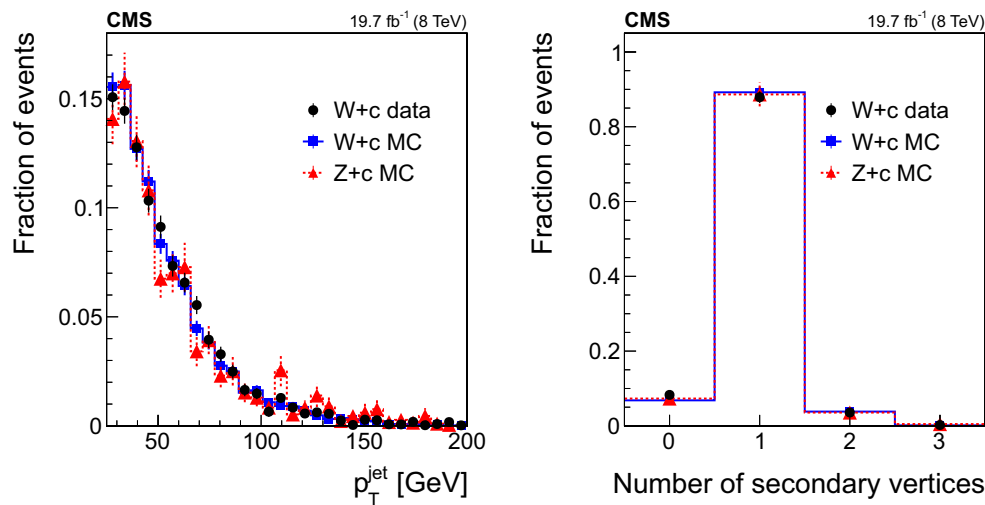 CMS 19.7 fb⁻¹ (8 TeV)
Fraction of events
0.15
0.1
0.05
0
W+c data
W+c MC
Z+c MC
50 100 150 200
p_T^jet [GeV]
CMS 19.7 fb⁻¹ (8 TeV)
Fraction of events
1
0.8
0.6
0.4
0.2
0
W+c data
W+c MC
Z+c MC
0 1 2 3
Number of secondary vertices